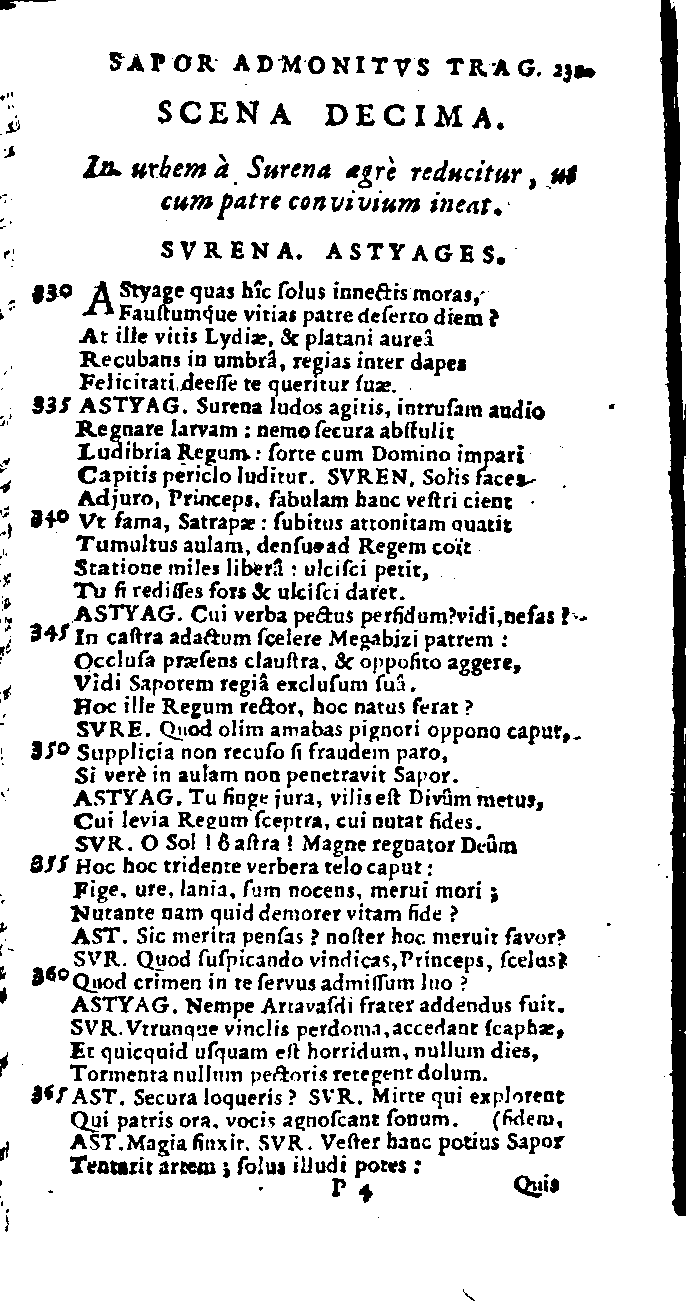 SAPOR ADMONITVS TRAG.
SCENA DECIMA.
In urbem à Surena ægrè reducitur, ut
cum patre convivium ineat.
SVRENA. ASTYAGES.
830 AStyage quas hîc solus innectis moras,
Faustumq́ue vitias patre deserto diem?
At ille vitis Lydiæ, & platani aureâ
Recubans in umbrâ, regias inter dapes
Felicitati deesse te queritur suæ.
835 ASTYAG. Surena ludos agitis, intrusam audio
Regnare larvam: nemo secura abstulit
Ludibria Regum: sorte cum Domino impari
Capitis periclo luditur. SVREN. Solis faces
Adjuro, Princeps, fabulam hanc vestri cient
840 Vt fama, Satrapæ: subitus attonitam quatit
Tumultus aulam, densus ad Regem coït
Statione miles liberâ: ulcisci petit,
Tu si redisses fors & ulcisci daret.
ASTYAG. Cui verba pectus perfidum? vidi, nefas?
845 In castra adactum scelere Megabizi patrem:
Occlusa præsens claustra, & opposito aggere,
Vidi Saporem regiâ exclusum suâ.
Hoc ille Regum rector, hoc natus ferat?
SVRE. Quod olim amabas pignori oppono caput,
850 Supplicia non recuso si fraudem paro,
Si verè in aulam non penetravit Sapor.
ASTYAG. Tu finge jura, vilis est Divûm metus,
Cui levia Regum sceptra, cui nutat fides.
SVR. O Sol! ô astra! Magne regnator Deûm
855 Hoc hoc tridente verbera telo caput:
Fige, ure, lania, sum nocens, merui mori;
Nutante nam quid demorer vitam fide?
AST. Sic merita pensas? noster hoc meruit favor?
SVR. Quod suspicando vindicas, Princeps, scelus?
860 Quod crimen in te servus admissum luo?
ASTYAG. Nempe Artavasdi frater addendus fuit.
SVR. Vtrunque vinclis perdoma, accedant scaphæ,
Et quicquid usquam est horridum, nullum dies,
Tormenta nullum pectoris retegent dolum.
865 AST. Secura loqueris? SVR. Mitte qui explorent
Qui patris ora, vocis agnoscant sonum. (fidem,
AST. Magia finxit. SVR. Vester hanc potius Sapor
Tentarit artem; solus illudi potes:
P 4 Quis